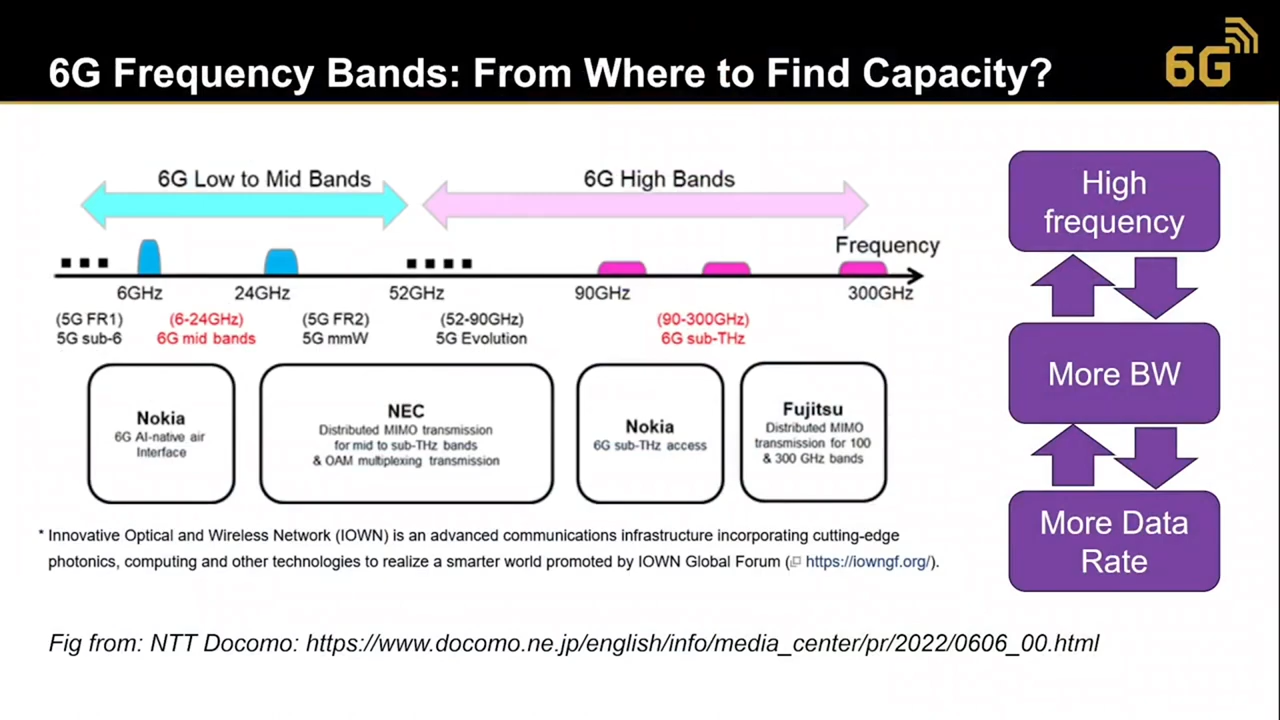 6G Frequency Bands: From Where to Find Capacity?
6G
6G Low to Mid Bands
6G High Bands
Frequency
6GHz
24GHz
52GHz
90GHz
300GHz
(5G FR1)
5G sub-6
(6-24GHz)
6G mid bands
(5G FR2)
5G mmW
(52-90GHz)
5G Evolution
(90-300GHz)
6G sub-THz
Nokia
6G AI-native air
Interface
NEC
Distributed MIMO transmission
for mid to sub-THz bands
& OAM multiplexing transmission
Nokia
6G sub-THz access
Fujitsu
Distributed MIMO
transmission for 100
& 300 GHz bands
* Innovative Optical and Wireless Network (IOWN) is an advanced communications infrastructure incorporating cutting-edge
photonics, computing and other technologies to realize a smarter world promoted by IOWN Global Forum ( https://iowngf.org/).
High
frequency
More BW
More Data
Rate
Fig from: NTT Docomo: https://www.docomo.ne.jp/english/info/media_center/pr/2022/0606_00.html